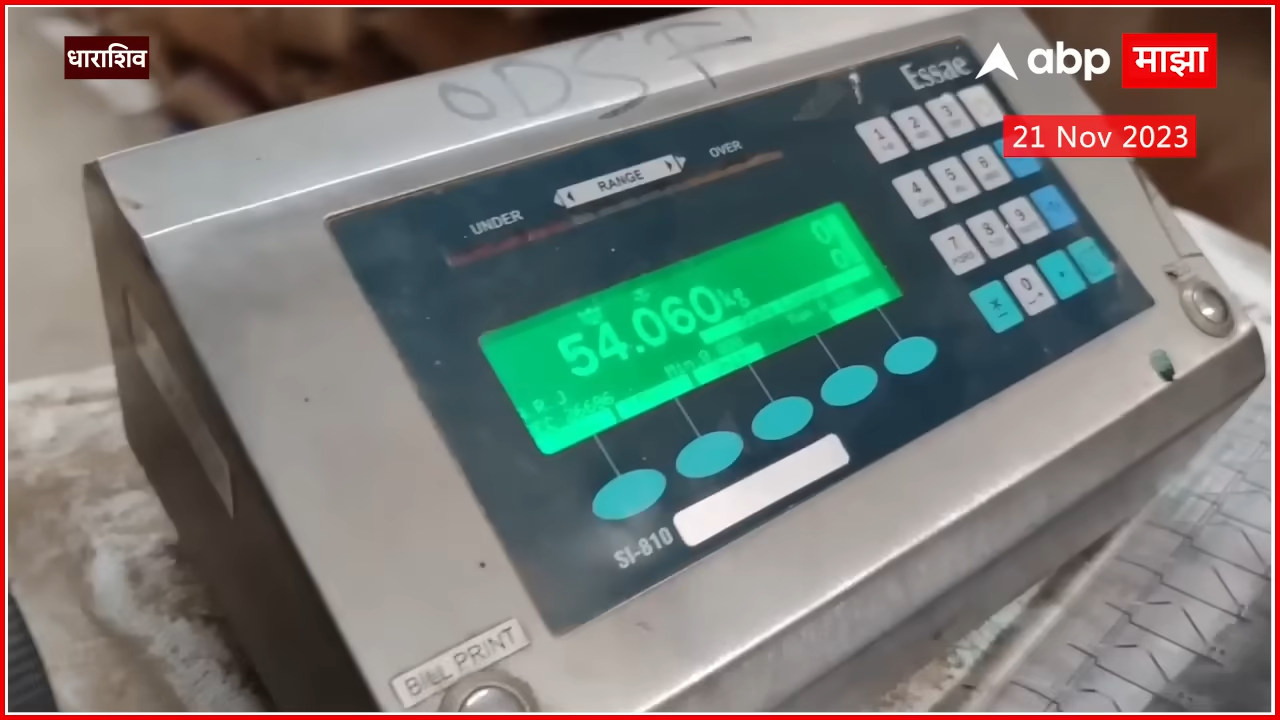 धाराशिव
abp माझा
21 Nov 2023
ODST
Essae
UNDER
RANGE
OVER
54.060kg
1 2 3
4 5 6
7 8 9
0
SI-810
BILL PRINT